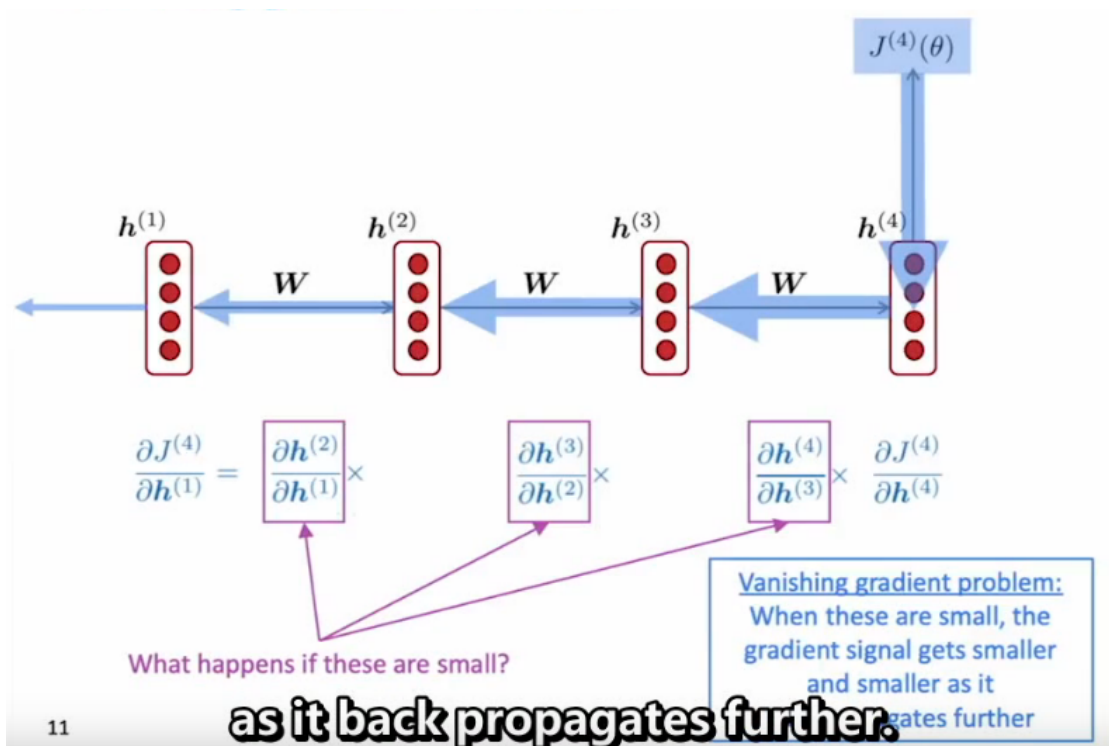 J^{(4)}(θ)
h^{(1)} h^{(2)} h^{(3)} h^{(4)}
W W W
∂J^{(4)}/∂h^{(1)} = ∂h^{(2)}/∂h^{(1)} × ∂h^{(3)}/∂h^{(2)} × ∂h^{(4)}/∂h^{(3)} × ∂J^{(4)}/∂h^{(4)}
What happens if these are small?
Vanishing gradient problem:
When these are small, the
gradient signal gets smaller
and smaller as it
gates further
11
as it back propagates further.